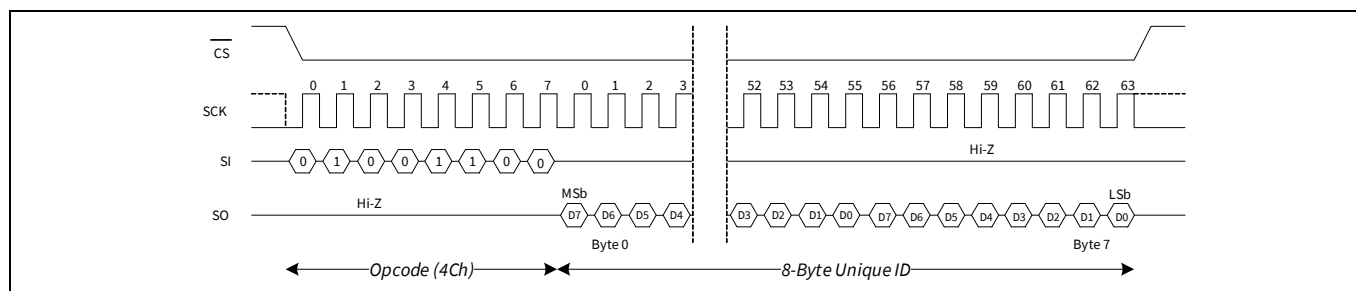 CS
0 1 2 3 4 5 6 7 0 1 2 3 52 53 54 55 56 57 58 59 60 61 62 63
SCK
Hi-Z
SI 0 1 0 0 1 1 0 0
MSb LSb
Hi-Z
SO D7 D6 D5 D4 D3 D2 D1 D0 D7 D6 D5 D4 D3 D2 D1 D0
Byte 0 Byte 7
Opcode (4Ch) 8-Byte Unique ID